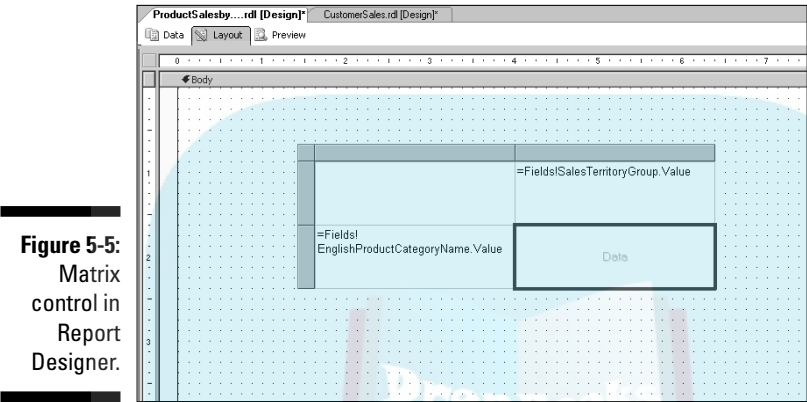 ProductSalesby....rdl [Design]* CustomerSales.rdl [Design]*
Data Layout Preview
0 1 2 3 4 5 6 7
Body
1
=Fields!SalesTerritoryGroup.Value
=Fields!
EnglishProductCategoryName.Value
Data
2
3
Figure 5-5:
Matrix
control in
Report
Designer.